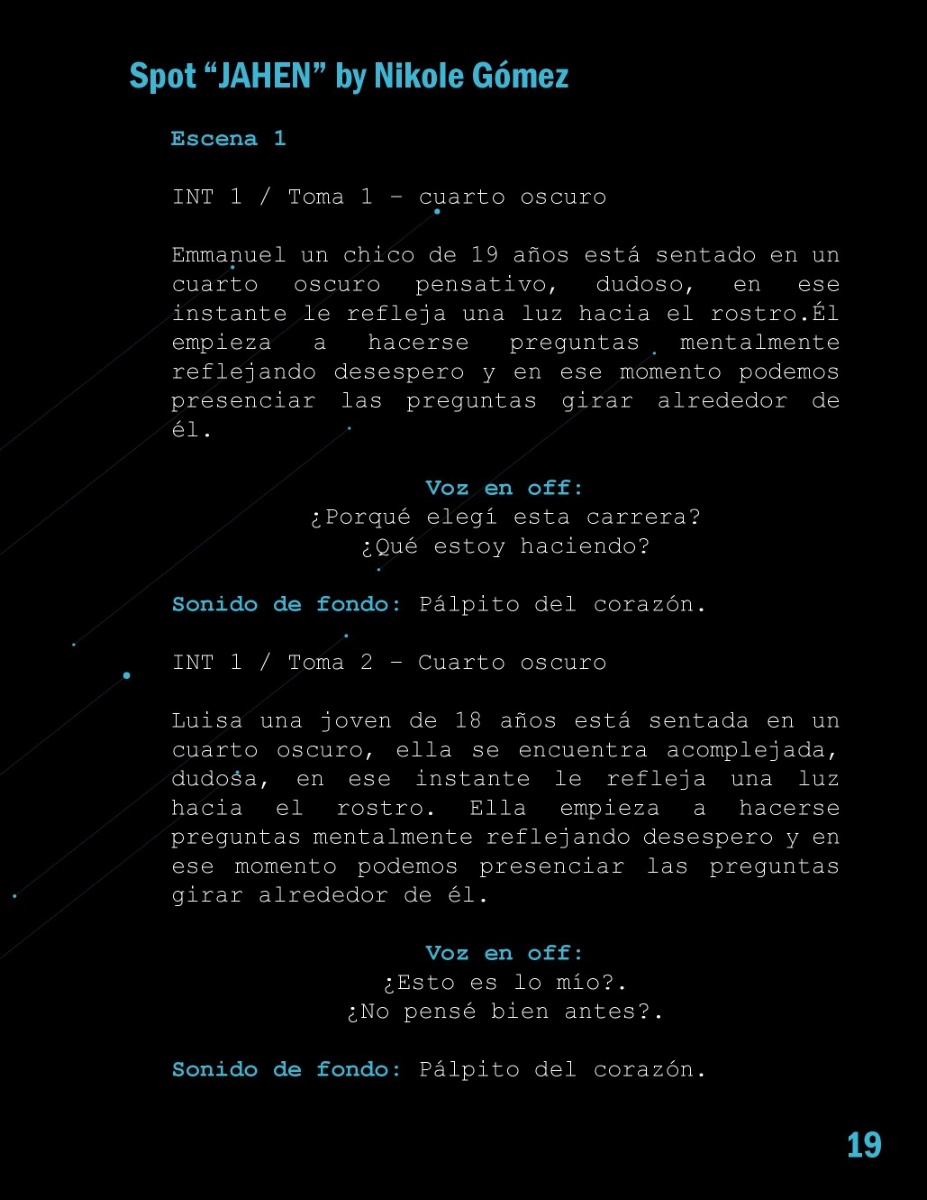 Spot “JAHEN” by Nikole Gómez
Escena 1
INT 1 / Toma 1 – cuarto oscuro
Emmanuel un chico de 19 años está sentado en un
cuarto oscuro pensativo, dudoso, en ese
instante le refleja una luz hacia el rostro.Él
empieza a hacerse preguntas mentalmente
reflejando desespero y en ese momento podemos
presenciar las preguntas girar alrededor de
él.
Voz en off:
¿Porqué elegí esta carrera?
¿Qué estoy haciendo?
Sonido de fondo: Pálpito del corazón.
INT 1 / Toma 2 – Cuarto oscuro
Luisa una joven de 18 años está sentada en un
cuarto oscuro, ella se encuentra acomplejada,
dudosa, en ese instante le refleja una luz
hacia el rostro. Ella empieza a hacerse
preguntas mentalmente reflejando desespero y en
ese momento podemos presenciar las preguntas
girar alrededor de él.
Voz en off:
¿Esto es lo mío?.
¿No pensé bien antes?.
Sonido de fondo: Pálpito del corazón.
19